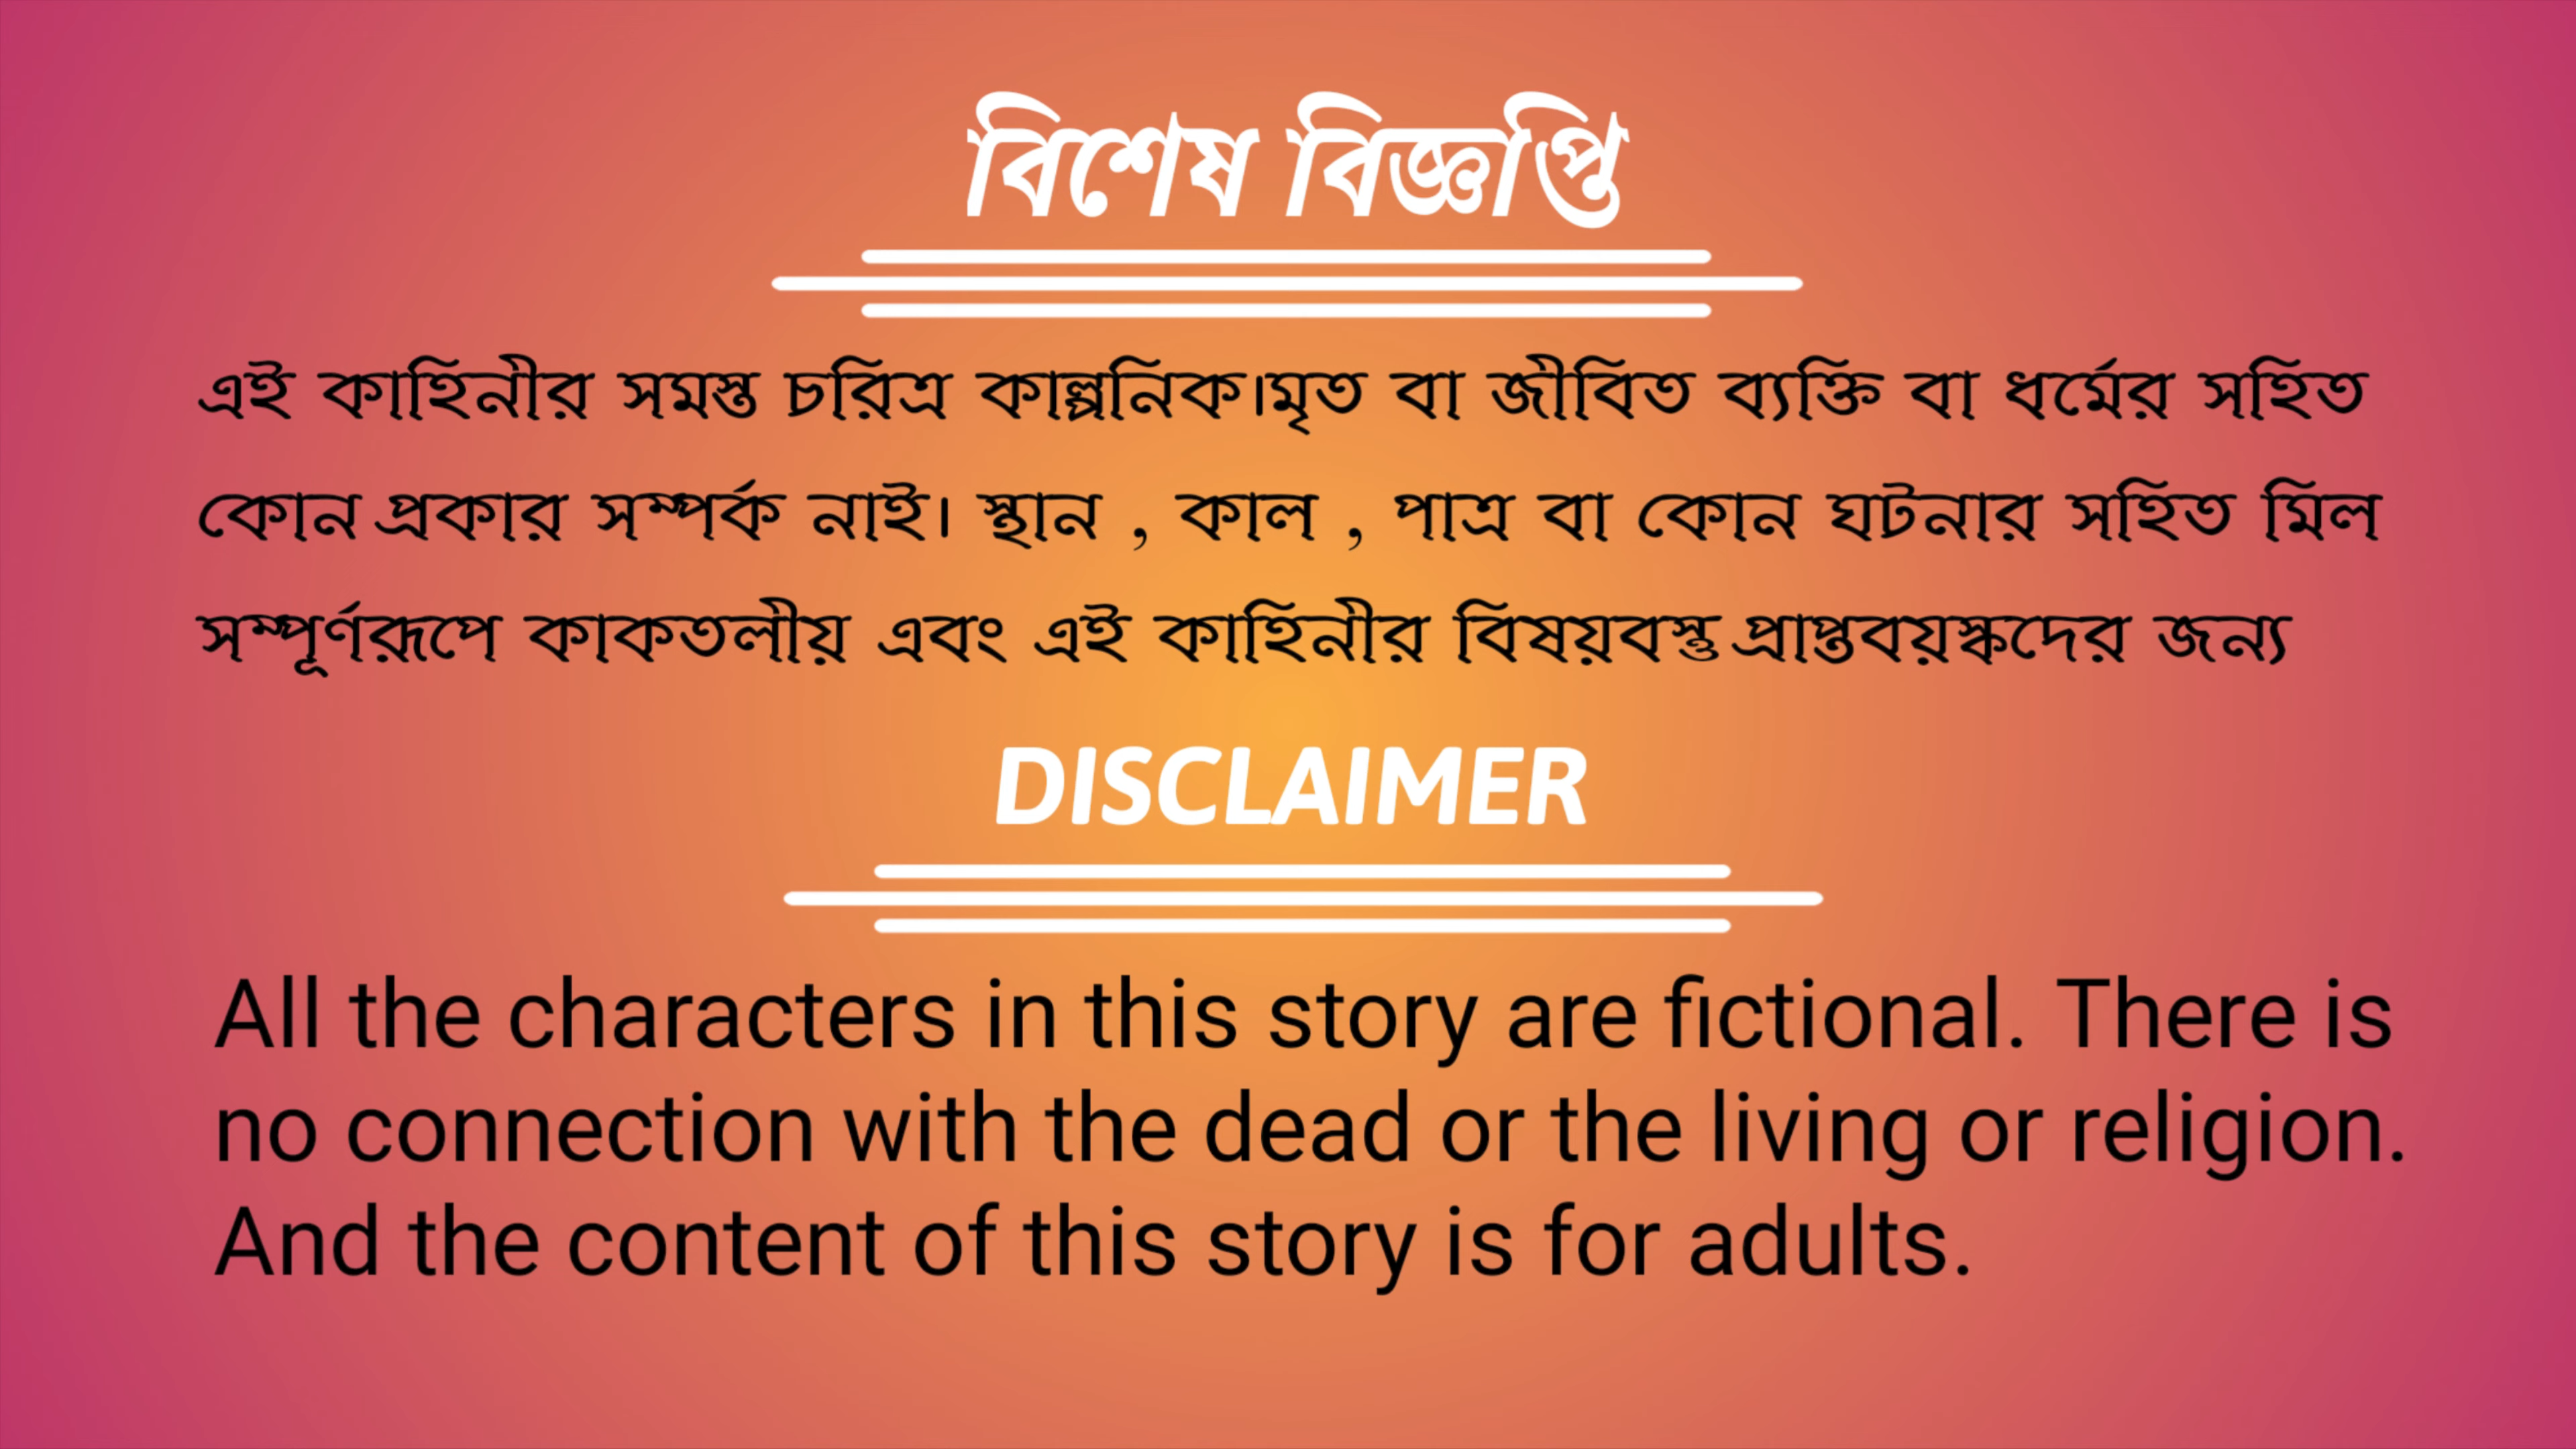 বিশেষ বিজ্ঞপ্তি
এই কাহিনীর সমস্ত চরিত্র কাল্পনিক।মৃত বা জীবিত ব্যক্তি বা ধর্মের সহিত
কোন প্রকার সম্পর্ক নাই। স্থান , কাল , পাত্র বা কোন ঘটনার সহিত মিল
সম্পূর্ণরূপে কাকতলীয় এবং এই কাহিনীর বিষয়বস্তু প্রাপ্তবয়স্কদের জন্য
DISCLAIMER
All the characters in this story are fictional. There is
no connection with the dead or the living or religion.
And the content of this story is for adults.